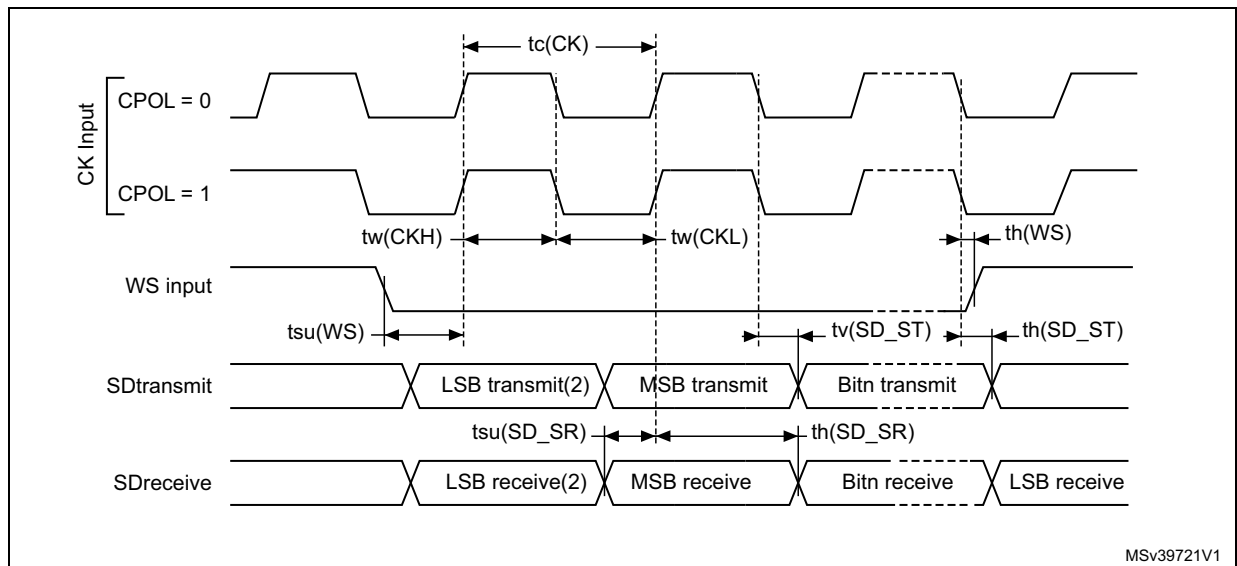 tc(CK)
CK Input
CPOL = 0
CPOL = 1
tw(CKH)
tw(CKL)
th(WS)
WS input
tsu(WS)
tv(SD_ST)
th(SD_ST)
SDtransmit
LSB transmit(2)
MSB transmit
Bitn transmit
tsu(SD_SR)
th(SD_SR)
SDreceive
LSB receive(2)
MSB receive
Bitn receive
LSB receive
MSv39721V1